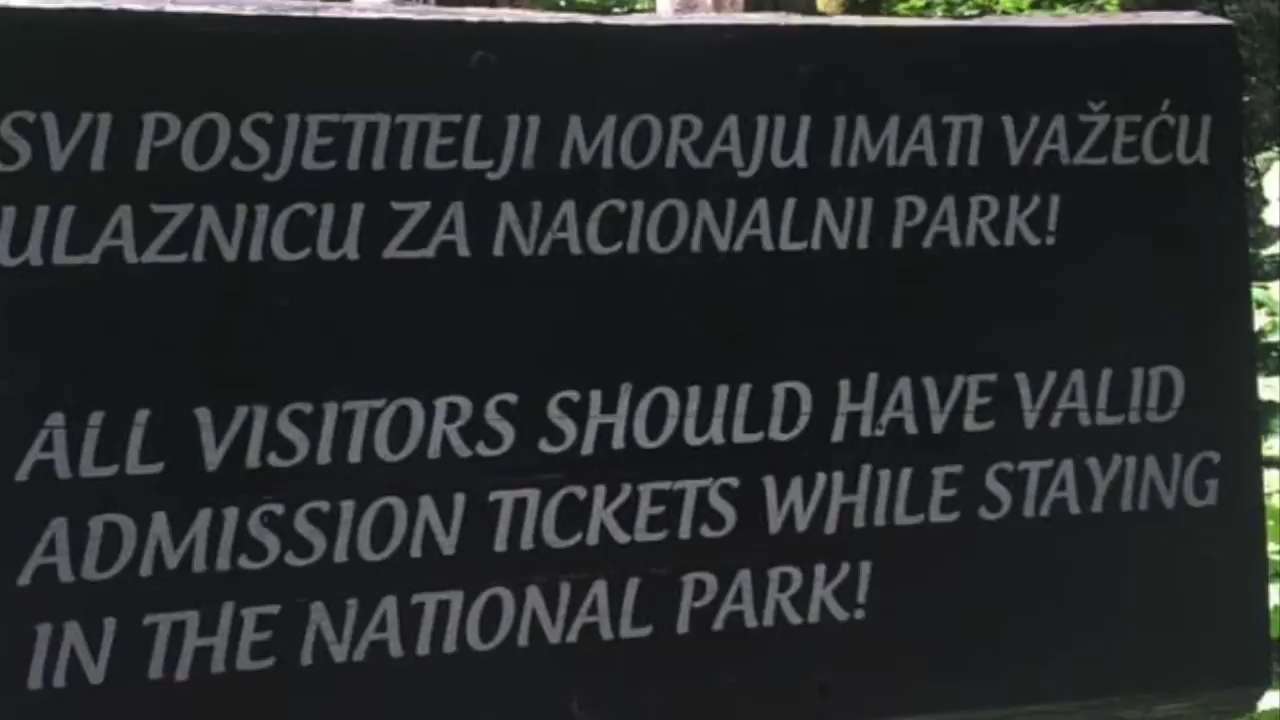 SVI POSJETITELJI MORAJU IMATI VAŽEĆU
ULAZNICU ZA NACIONALNI PARK!
ALL VISITORS SHOULD HAVE VALID
ADMISSION TICKETS WHILE STAYING
IN THE NATIONAL PARK!